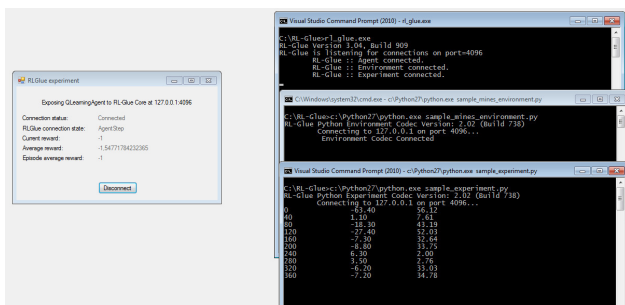 RLGlue experiment
Exposing QLearningAgent to RL-Glue Core at 127.0.0.1:4096
Connection status: Connected
RLGlue connection state: AgentStep
Current reward: -1
Average reward: -1,54771784232365
Episode average reward: -1
Disconnect
Visual Studio Command Prompt (2010) - rl_glue.exe
C:\RL-Glue>rl_glue.exe
RL-Glue Version 3.04, Build 909
RL-Glue is listening for connections on port=4096
RL-Glue :: Agent connected.
RL-Glue :: Environment connected.
RL-Glue :: Experiment connected.
C:\Windows\system32\cmd.exe - c:\Python27\python.exe sample_mines_environment.py
C:\RL-Glue>c:\Python27\python.exe sample_mines_environment.py
RL-Glue Python Environment Codec Version: 2.02 (Build 738)
Connecting to 127.0.0.1 on port 4096...
Environment Codec Connected
Visual Studio Command Prompt (2010) - c:\Python27\python.exe sample_experiment.py
C:\RL-Glue>c:\Python27\python.exe sample_experiment.py
RL-Glue Python Experiment Codec Version: 2.02 (Build 738)
Connecting to 127.0.0.1 on port 4096...
0 -63.40 56.12
40 1.10 7.61
80 -18.30 43.19
120 -27.40 52.03
160 -7.30 32.64
200 -8.80 33.75
240 6.30 2.00
280 3.50 2.76
320 -6.20 33.03
360 -7.20 34.78